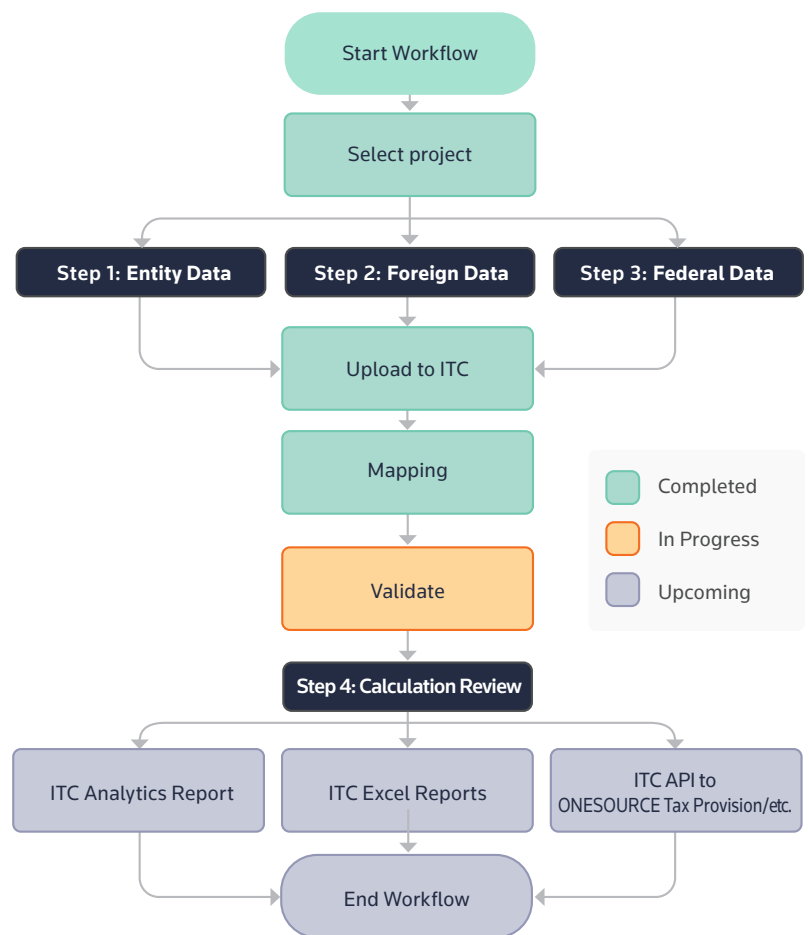 Start Workflow
Select project
Step 1: Entity Data
Step 2: Foreign Data
Step 3: Federal Data
Upload to ITC
Mapping
Completed
In Progress
Upcoming
Validate
Step 4: Calculation Review
ITC Analytics Report
ITC Excel Reports
ITC API to
ONESOURCE Tax Provision/etc.
End Workflow